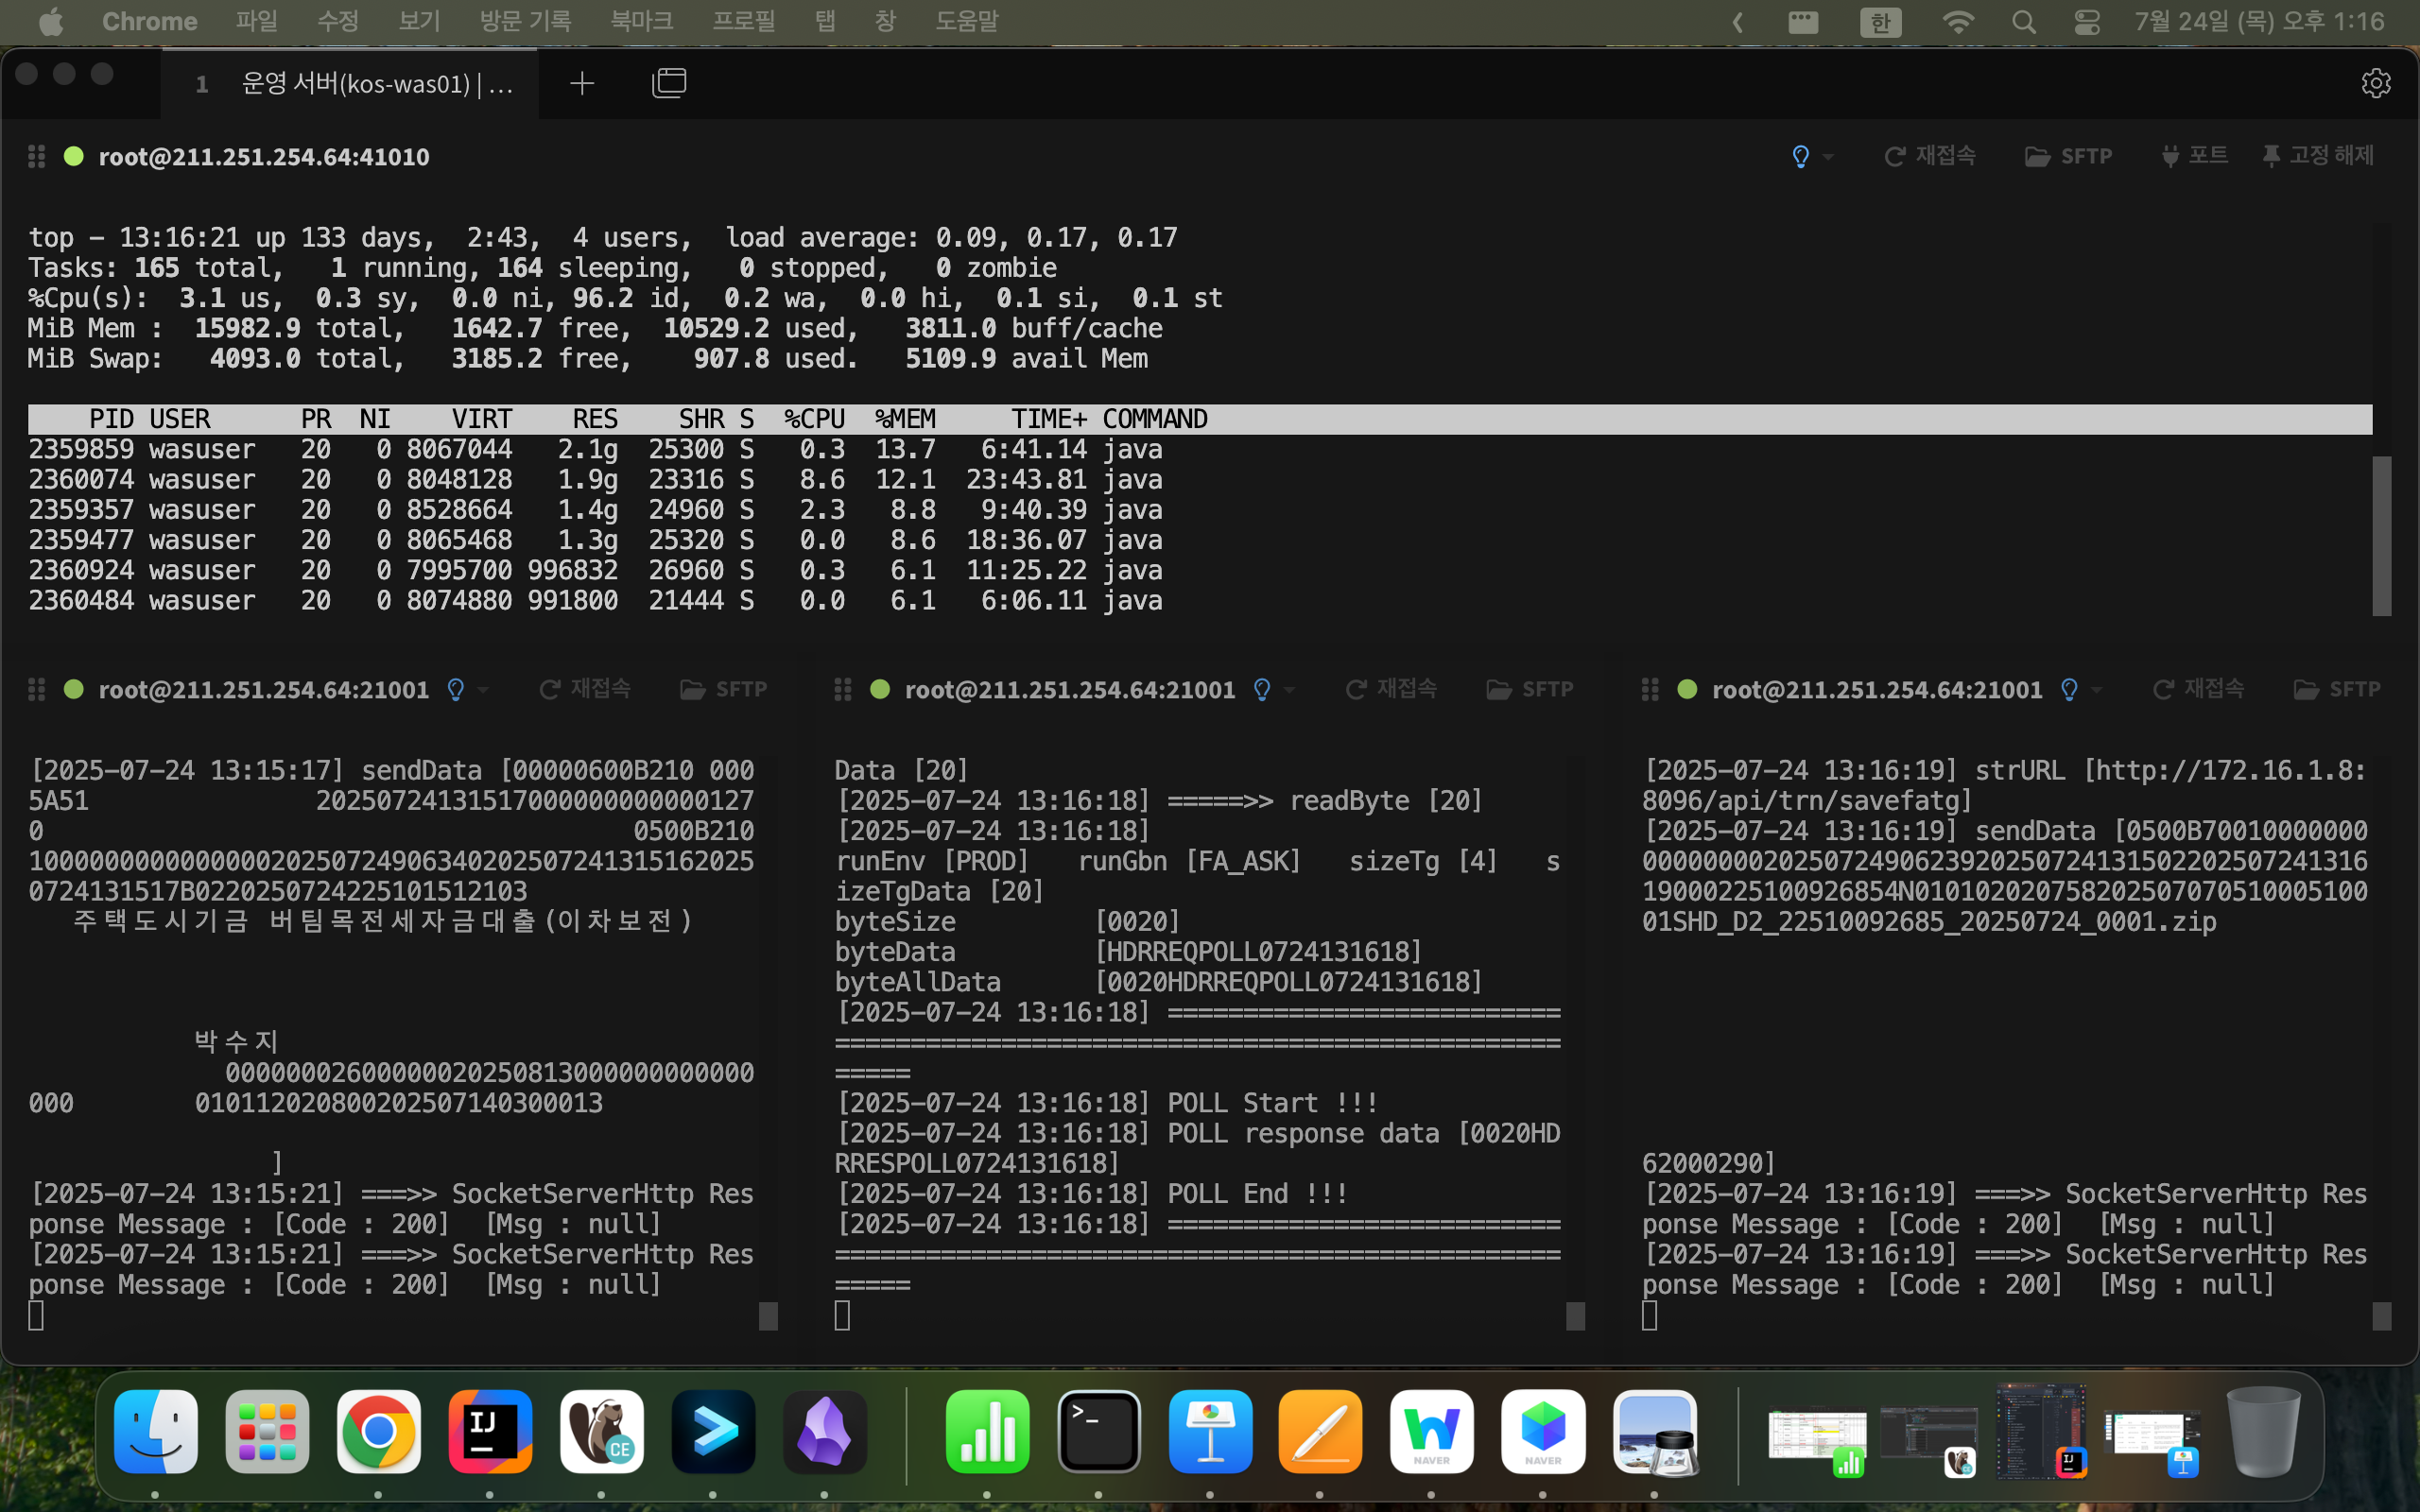 Chrome 파일 수정 보기 방문 기록 북마크 프로필 탭 창 도움말 한 7월 24일 (목) 오후 1:16
1 운영 서버(kos-was01) | ...
root@211.251.254.64:41010 재접속 SFTP 포트 고정 해제
top - 13:16:21 up 133 days, 2:43, 4 users, load average: 0.09, 0.17, 0.17
Tasks: 165 total, 1 running, 164 sleeping, 0 stopped, 0 zombie
%Cpu(s): 3.1 us, 0.3 sy, 0.0 ni, 96.2 id, 0.2 wa, 0.0 hi, 0.1 si, 0.1 st
MiB Mem : 15982.9 total, 1642.7 free, 10529.2 used, 3811.0 buff/cache
MiB Swap: 4093.0 total, 3185.2 free, 907.8 used. 5109.9 avail Mem
PID USER PR NI VIRT RES SHR S %CPU %MEM TIME+ COMMAND
2359859 wasuser 20 0 8067044 2.1g 25300 S 0.3 13.7 6:41.14 java
2360074 wasuser 20 0 8048128 1.9g 23316 S 8.6 12.1 23:43.81 java
2359357 wasuser 20 0 8528664 1.4g 24960 S 2.3 8.8 9:40.39 java
2359477 wasuser 20 0 8065468 1.3g 25320 S 0.0 8.6 18:36.07 java
2360924 wasuser 20 0 7995700 996832 26960 S 0.3 6.1 11:25.22 java
2360484 wasuser 20 0 8074880 991800 21444 S 0.0 6.1 6:06.11 java
root@211.251.254.64:21001 재접속 SFTP
[2025-07-24 13:15:17] sendData [00000600B210 000
5A51 2025072413151700000000000127
0 0500B210
100000000000000020250724906340202507241315162025
0724131517B0220250724225101512103
주택도시기금 버팀목전세자금대출(이차보전)
박수지
00000002600000020250813000000000000
000 010112020800202507140300013
]
[2025-07-24 13:15:21] ===>> SocketServerHttp Res
ponse Message : [Code : 200] [Msg : null]
[2025-07-24 13:15:21] ===>> SocketServerHttp Res
ponse Message : [Code : 200] [Msg : null]
root@211.251.254.64:21001 재접속 SFTP
Data [20]
[2025-07-24 13:16:18] =====>> readByte [20]
[2025-07-24 13:16:18]
runEnv [PROD] runGbn [FA_ASK] sizeTg [4] s
izeTgData [20]
byteSize [0020]
byteData [HDRREQPOLL0724131618]
byteAllData [0020HDRREQPOLL0724131618]
[2025-07-24 13:16:18] ==========================
================================================
=====
[2025-07-24 13:16:18] POLL Start !!!
[2025-07-24 13:16:18] POLL response data [0020HD
RRESPOLL0724131618]
[2025-07-24 13:16:18] POLL End !!!
[2025-07-24 13:16:18] ==========================
================================================
=====
root@211.251.254.64:21001 재접속 SFTP
[2025-07-24 13:16:19] strURL [http://172.16.1.8:
8096/api/trn/savefatg]
[2025-07-24 13:16:19] sendData [0500B70010000000
000000002025072490623920250724131502202507241316
19000225100926854N010102020758202507070510005100
01SHD_D2_22510092685_20250724_0001.zip
62000290]
[2025-07-24 13:16:19] ===>> SocketServerHttp Res
ponse Message : [Code : 200] [Msg : null]
[2025-07-24 13:16:19] ===>> SocketServerHttp Res
ponse Message : [Code : 200] [Msg : null]
IJ
CE
NAVER
NAVER